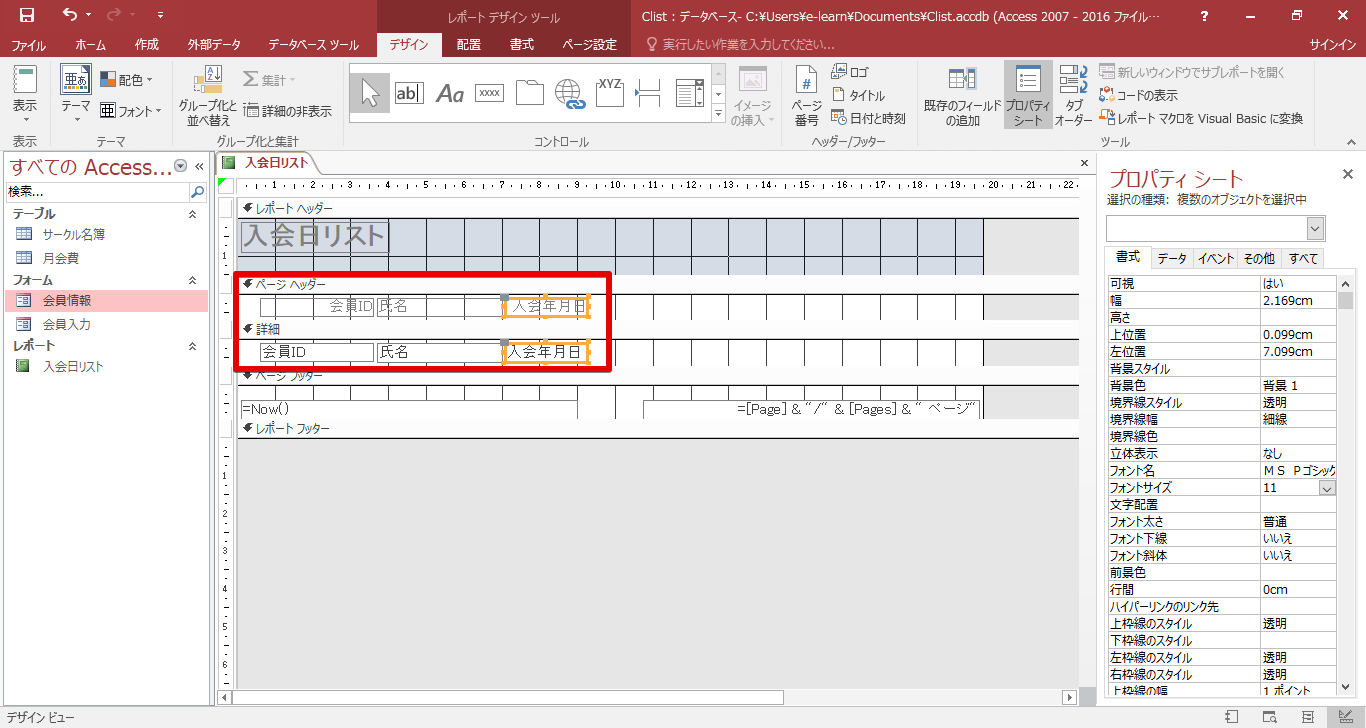 レポート デザイン ツール
Clist : データベース- C:¥Users¥e-learn¥Documents¥Clist.accdb (Access 2007 - 2016 ファイル…
?
ファイル
ホーム
作成
外部データ
データベース ツール
デザイン
配置
書式
ページ設定
実行したい作業を入力してください...
サインイン
表示
亜あ
テーマ
配色
亜
フォント
グループ化と
並べ替え
集計
詳細の非表示
ab|
Aa
xxxx
XYZ
イメージ
の挿入
ページ
番号
ロゴ
タイトル
日付と時刻
既存のフィールド
の追加
プロパティ
シート
タブ
オーダー
新しいウィンドウでサブレポートを開く
コードの表示
レポート マクロを Visual Basic に変換
表示
テーマ
グループ化と集計
コントロール
ヘッダー/フッター
ツール
すべての Access...
検索...
テーブル
サークル名簿
月会費
フォーム
会員情報
会員入力
レポート
入会日リスト
入会日リスト
1 2 3 4 5 6 7 8 9 10 11 12 13 14 15 16 17 18 19 20 21 22
レポート ヘッダー
入会日リスト
1
ページ ヘッダー
会員ID 氏名 入会年月日
詳細
会員ID 氏名 入会年月日
ページ フッター
=Now() =[Page] & "/" & [Pages] & " ページ"
レポート フッター
1
2
3
4
5
6
プロパティ シート
選択の種類: 複数のオブジェクトを選択中
書式 データ イベント その他 すべて
可視 はい
幅 2.169cm
高さ
上位置 0.099cm
左位置 7.099cm
背景スタイル
背景色 背景 1
境界線スタイル 透明
境界線幅 細線
境界線色
立体表示 なし
フォント名 ＭＳ Ｐゴシック
フォントサイズ 11
文字配置
フォント太さ 普通
フォント下線 いいえ
フォント斜体 いいえ
前景色
行間 0cm
ハイパーリンクのリンク先
上枠線のスタイル 透明
下枠線のスタイル
左枠線のスタイル 透明
右枠線のスタイル 透明
上枠線の幅 1 ポイント
デザイン ビュー